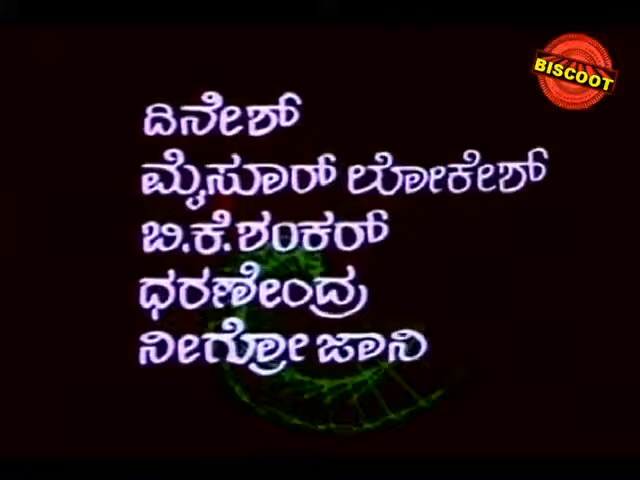 BISCOOT
ದಿನೇಶ್
ಮೈಸೂರ್ ಲೋಕೇಶ್
ಬಿ.ಕೆ.ಶಂಕರ್
ಧರಣೇಂದ್ರ
ನೀಗ್ರೋ ಜಾನಿ